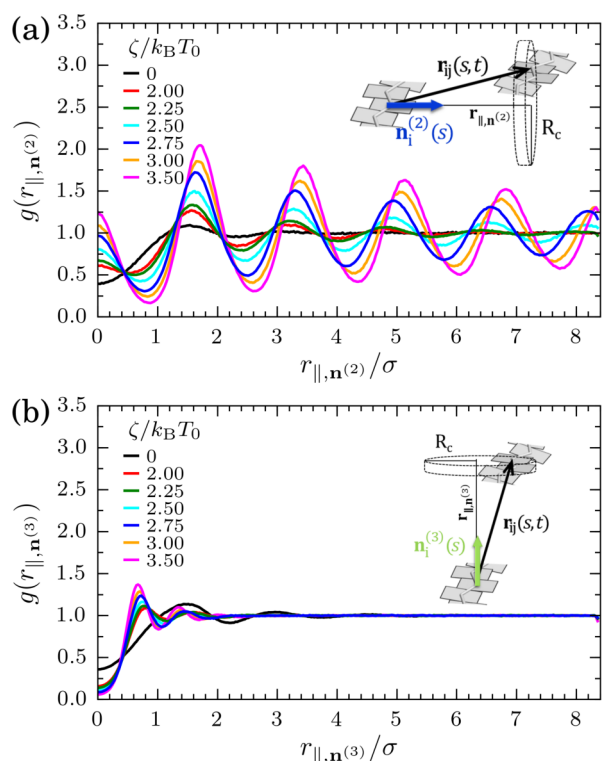 (a)
g(r∥,n(2))
3.5
3.0
2.5
2.0
1.5
1.0
0.5
0.0
ζ/kBT0
0
2.00
2.25
2.50
2.75
3.00
3.50
rij(s,t)
r∥,n(2)
ni(2)(s)
Rc
0 1 2 3 4 5 6 7 8
r∥,n(2)/σ
(b)
g(r∥,n(3))
3.5
3.0
2.5
2.0
1.5
1.0
0.5
0.0
ζ/kBT0
0
2.00
2.25
2.50
2.75
3.00
3.50
Rc
r∥,n(3)
rij(s,t)
ni(3)(s)
0 1 2 3 4 5 6 7 8
r∥,n(3)/σ